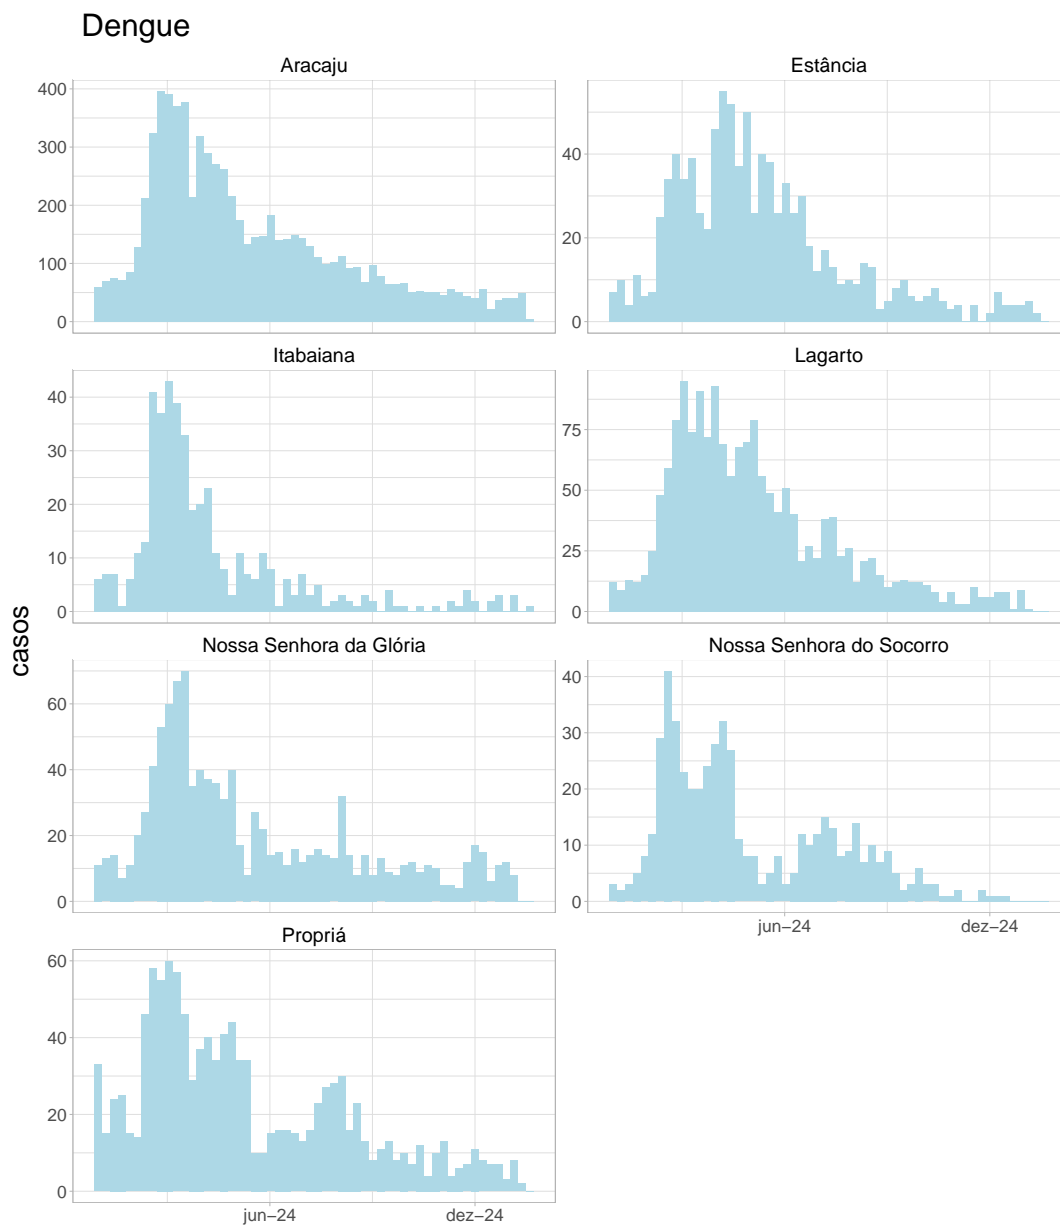 Dengue
Aracaju
Estância
400
300
200
100
0
40
20
0
Itabaiana
Lagarto
40
30
20
10
0
75
50
25
0
casos
Nossa Senhora da Glória
Nossa Senhora do Socorro
60
40
20
0
40
30
20
10
0
jun−24
dez−24
Propriá
60
40
20
0
jun−24
dez−24